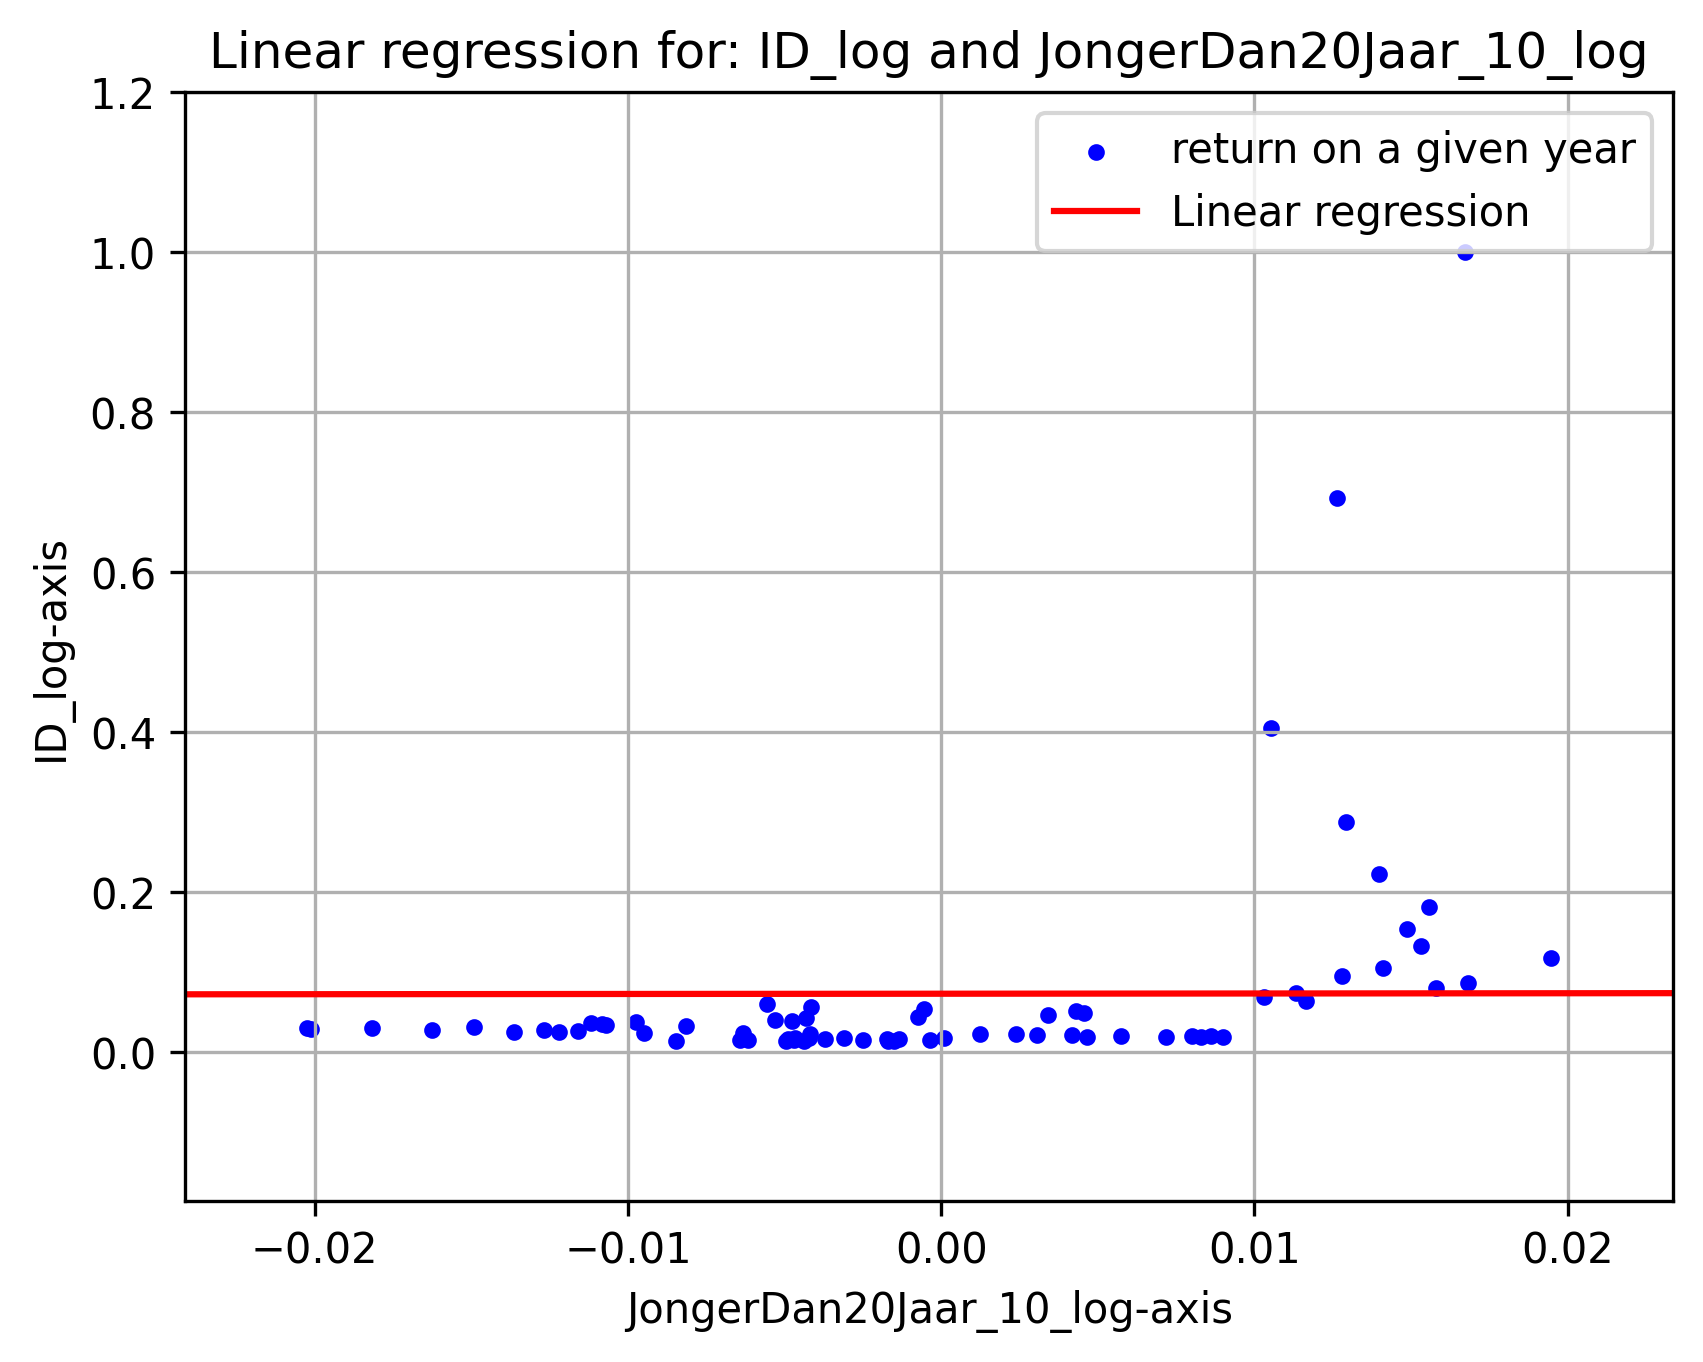 Linear regression for: ID_log and JongerDan20Jaar_10_log
return on a given year
Linear regression
1.2
1.0
0.8
0.6
0.4
0.2
0.0
ID_log-axis
−0.02
−0.01
0.00
0.01
0.02
JongerDan20Jaar_10_log-axis